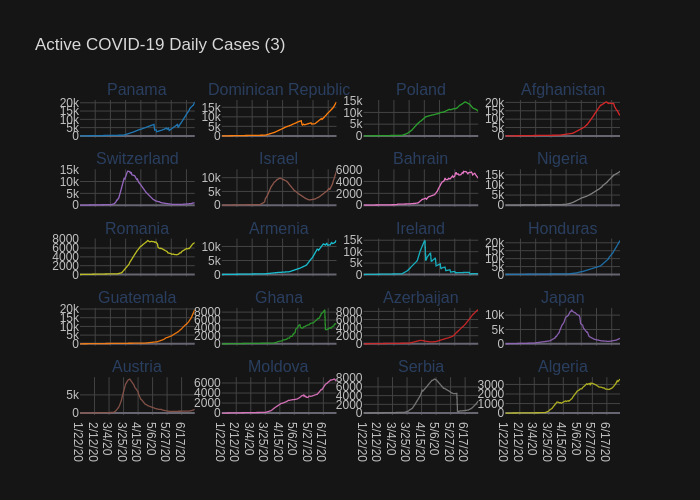 Active COVID-19 Daily Cases (3)
Panama Dominican Republic Poland Afghanistan
20k 15k 10k 5k 0
15k 10k 5k 0
15k 10k 5k 0
20k 15k 10k 5k 0
Switzerland Israel Bahrain Nigeria
15k 10k 5k 0
10k 5k 0
6000 4000 2000 0
15k 10k 5k 0
Romania Armenia Ireland Honduras
8000 6000 4000 2000 0
10k 5k 0
15k 10k 5k 0
20k 15k 10k 5k 0
Guatemala Ghana Azerbaijan Japan
20k 15k 10k 5k 0
8000 6000 4000 2000 0
8000 6000 4000 2000 0
10k 5k 0
Austria Moldova Serbia Algeria
5k 0
6000 4000 2000 0
8000 6000 4000 2000 0
3000 2000 1000 0
1/22/20 2/12/20 3/4/20 3/25/20 4/15/20 5/6/20 5/27/20 6/17/20
1/22/20 2/12/20 3/4/20 3/25/20 4/15/20 5/6/20 5/27/20 6/17/20
1/22/20 2/12/20 3/4/20 3/25/20 4/15/20 5/6/20 5/27/20 6/17/20
1/22/20 2/12/20 3/4/20 3/25/20 4/15/20 5/6/20 5/27/20 6/17/20